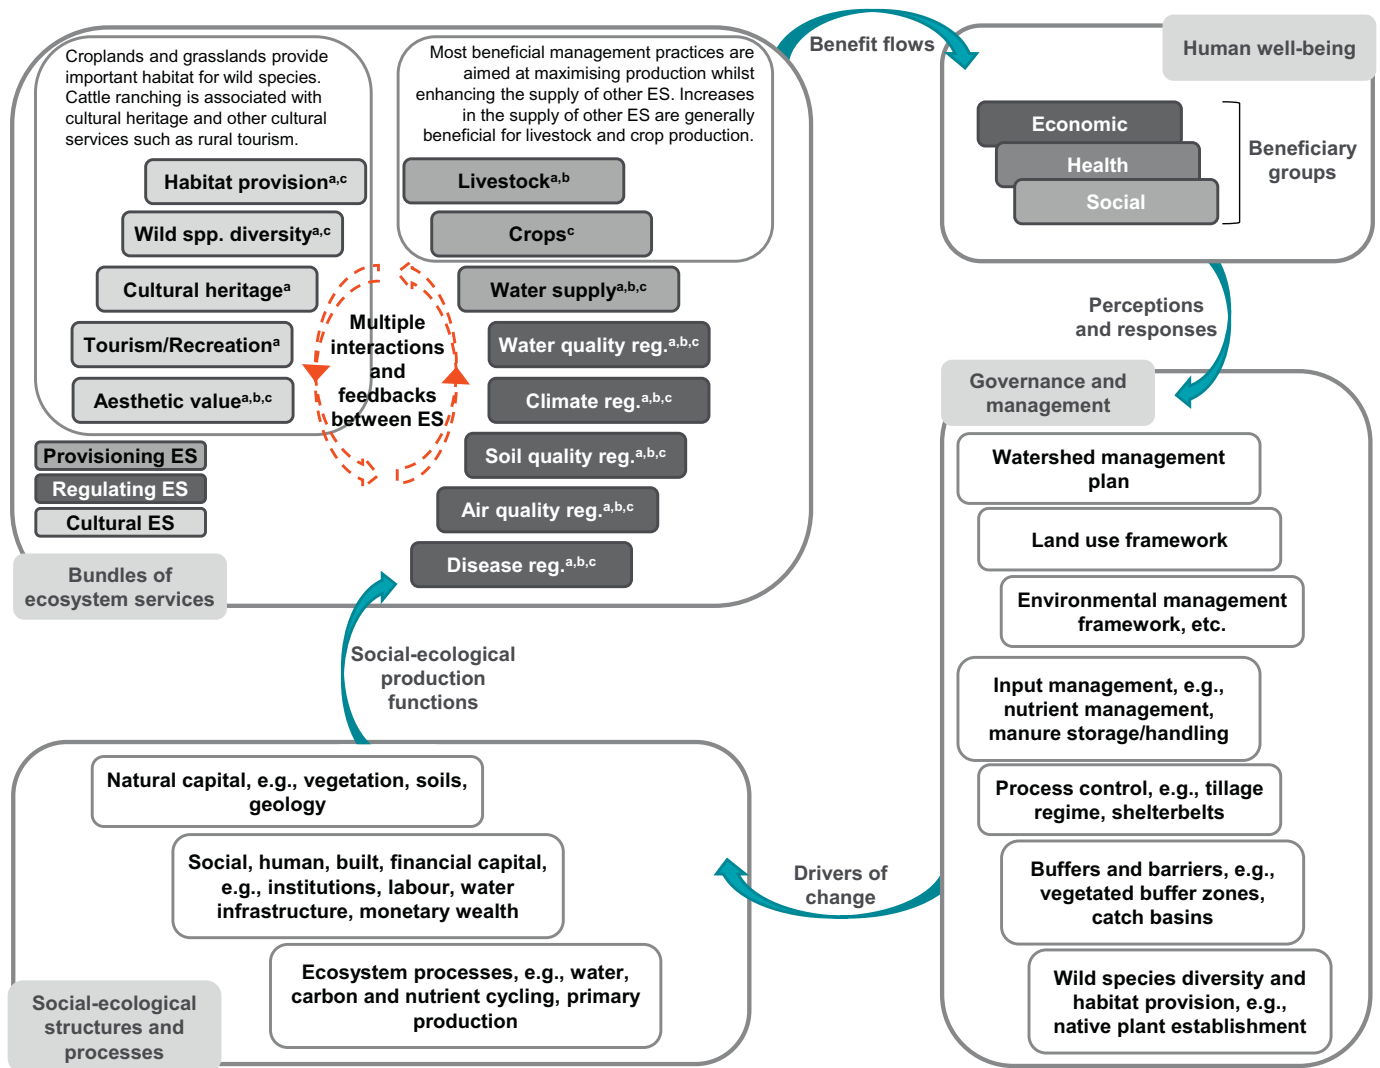 Croplands and grasslands provide
important habitat for wild species.
Cattle ranching is associated with
cultural heritage and other cultural
services such as rural tourism.
Most beneficial management practices are
aimed at maximising production whilst
enhancing the supply of other ES. Increases
in the supply of other ES are generally
beneficial for livestock and crop production.
Habitat provisiona,c
Wild spp. diversitya,c
Cultural heritagea
Tourism/Recreationa
Aesthetic valuea,b,c
Livestocka,b
Cropsc
Water supplya,b,c
Water quality reg.a,b,c
Climate reg.a,b,c
Soil quality reg.a,b,c
Air quality reg.a,b,c
Disease reg.a,b,c
Multiple
interactions
and
feedbacks
between ES
Provisioning ES
Regulating ES
Cultural ES
Bundles of
ecosystem services
Benefit flows
Human well-being
Economic
Health
Social
Beneficiary
groups
Perceptions
and responses
Governance and
management
Watershed management
plan
Land use framework
Environmental management
framework, etc.
Input management, e.g.,
nutrient management,
manure storage/handling
Process control, e.g., tillage
regime, shelterbelts
Buffers and barriers, e.g.,
vegetated buffer zones,
catch basins
Wild species diversity and
habitat provision, e.g.,
native plant establishment
Drivers of
change
Social-ecological
production
functions
Natural capital, e.g., vegetation, soils,
geology
Social, human, built, financial capital,
e.g., institutions, labour, water
infrastructure, monetary wealth
Ecosystem processes, e.g., water,
carbon and nutrient cycling, primary
production
Social-ecological
structures and
processes